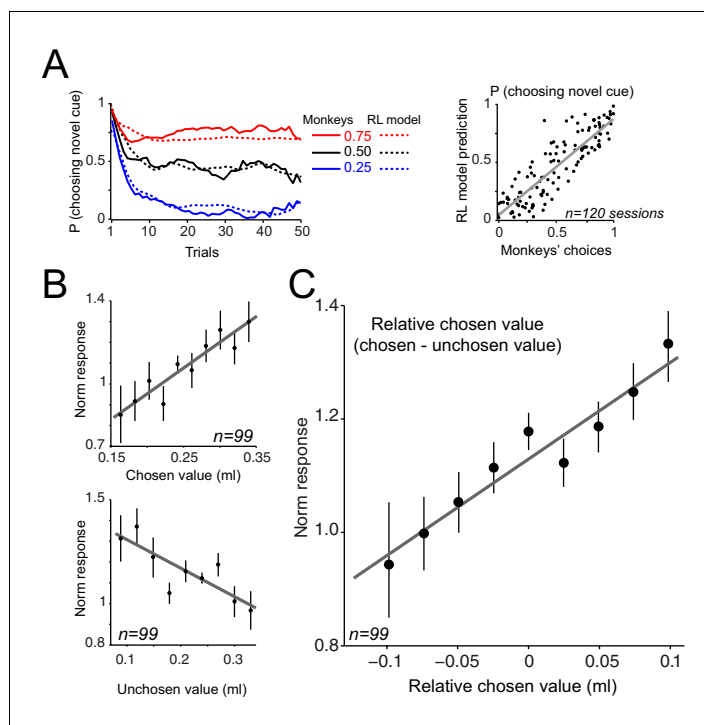 A
P (choosing novel cue)
1
0.5
0
1 10 20 30 40 50
Trials
Monkeys RL model
0.75
0.50
0.25
P (choosing novel cue)
RL model prediction
1
0.5
0
0 0.5 1
n=120 sessions
Monkeys' choices
B
Norm response
1.4
1
0.7
n=99
0.15 0.25 0.35
Chosen value (ml)
Norm response
1.5
1.2
0.8
n=99
0.1 0.2 0.3
Unchosen value (ml)
C
Relative chosen value
(chosen - unchosen value)
Norm response
1.4
1.2
1.0
0.8
n=99
−0.1 −0.05 0 0.05 0.1
Relative chosen value (ml)